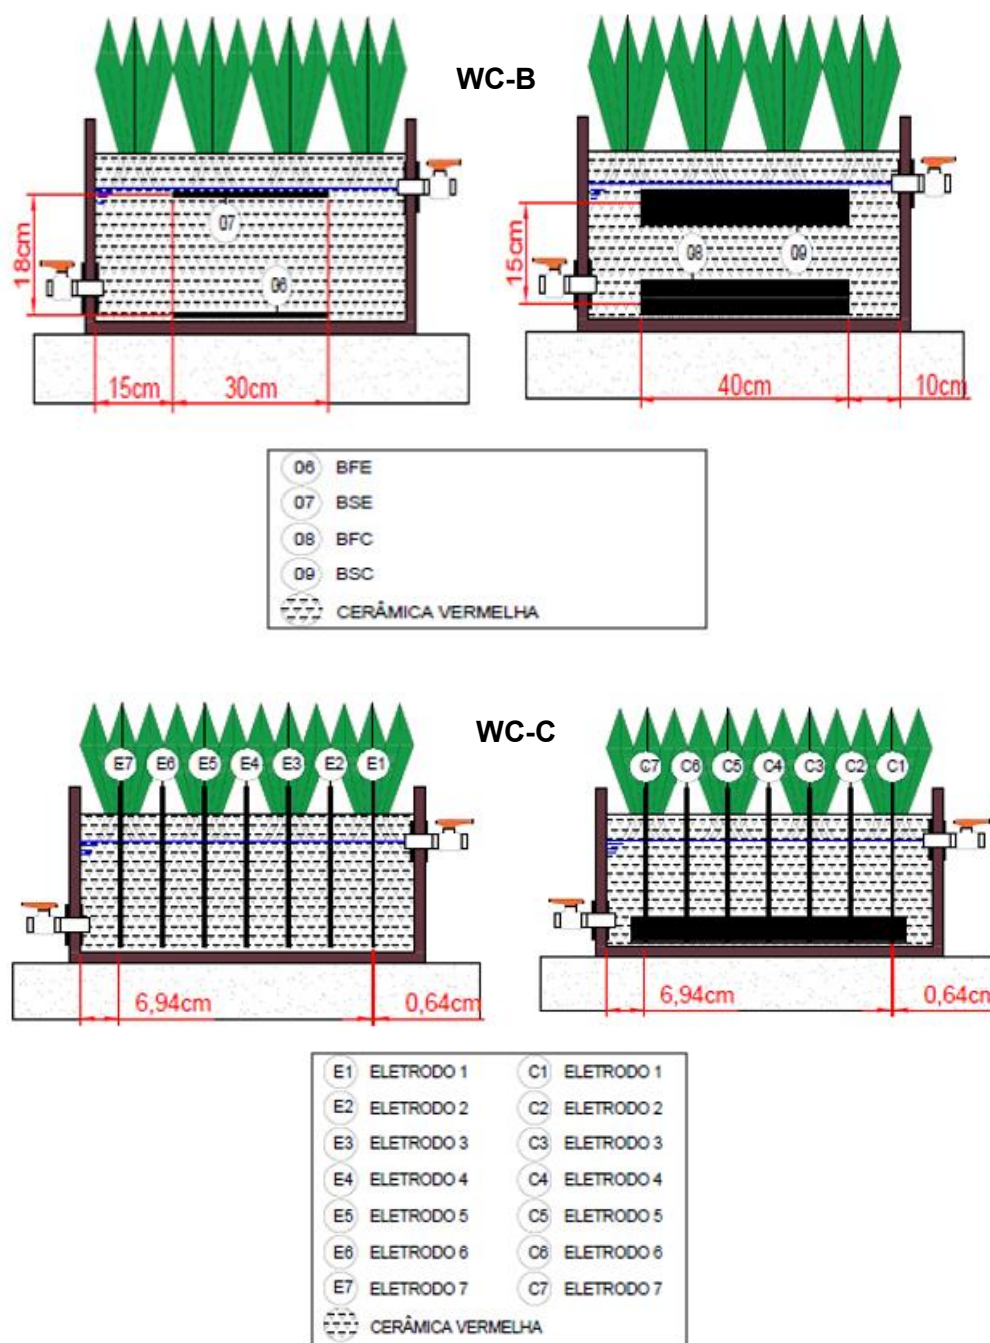 WC-B
07
06
18cm
15cm
30cm
08
09
15cm
40cm
10cm
06 BFE
07 BSE
08 BFC
09 BSC
CERÂMICA VERMELHA
WC-C
E7 E6 E5 E4 E3 E2 E1
C7 C6 C5 C4 C3 C2 C1
6,94cm
0,64cm
6,94cm
0,64cm
E1 ELETRODO 1 C1 ELETRODO 1
E2 ELETRODO 2 C2 ELETRODO 2
E3 ELETRODO 3 C3 ELETRODO 3
E4 ELETRODO 4 C4 ELETRODO 4
E5 ELETRODO 5 C5 ELETRODO 5
E6 ELETRODO 6 C6 ELETRODO 6
E7 ELETRODO 7 C7 ELETRODO 7
CERÂMICA VERMELHA